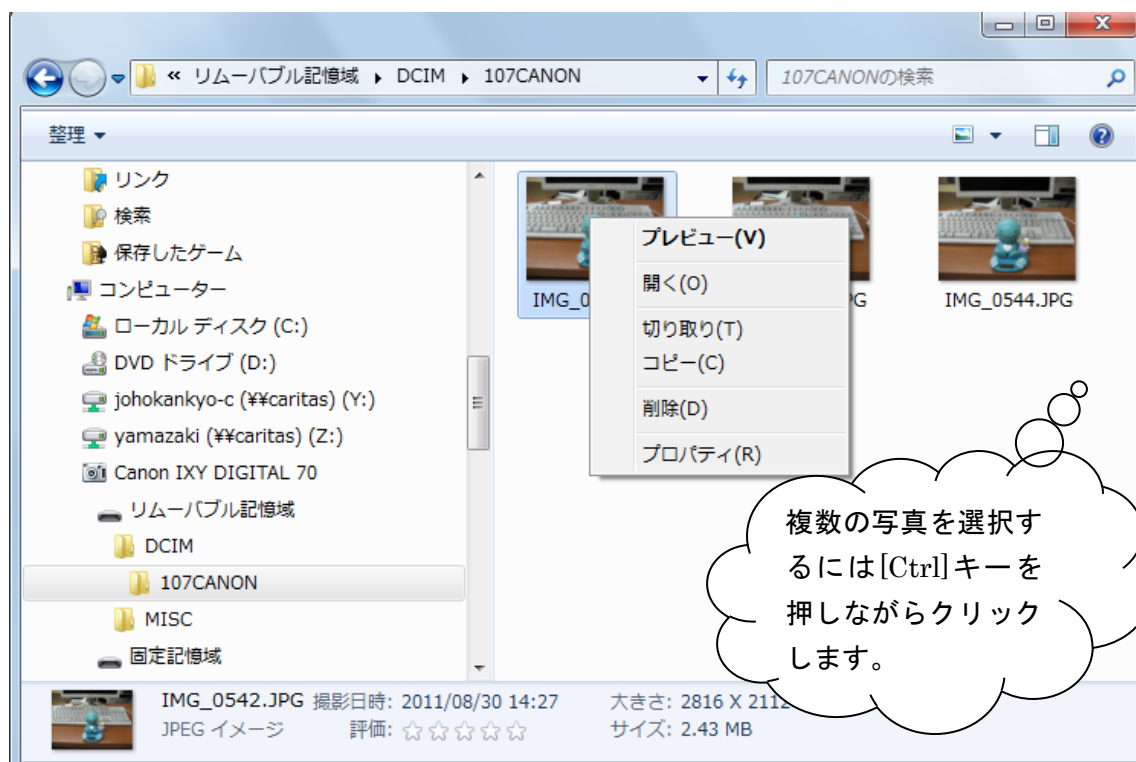 « リムーバブル記憶域 ▸ DCIM ▸ 107CANON
107CANONの検索
整理
リンク
検索
保存したゲーム
コンピューター
ローカル ディスク (C:)
DVD ドライブ (D:)
johokankyo-c (¥¥caritas) (Y:)
yamazaki (¥¥caritas) (Z:)
Canon IXY DIGITAL 70
リムーバブル記憶域
DCIM
107CANON
MISC
固定記憶域
IMG_0
PG
IMG_0544.JPG
プレビュー(V)
開く(O)
切り取り(T)
コピー(C)
削除(D)
プロパティ(R)
複数の写真を選択す
るには[Ctrl]キーを
押しながらクリック
します。
IMG_0542.JPG 撮影日時: 2011/08/30 14:27 大きさ: 2816 X 2112
JPEG イメージ 評価: ☆☆☆☆☆ サイズ: 2.43 MB